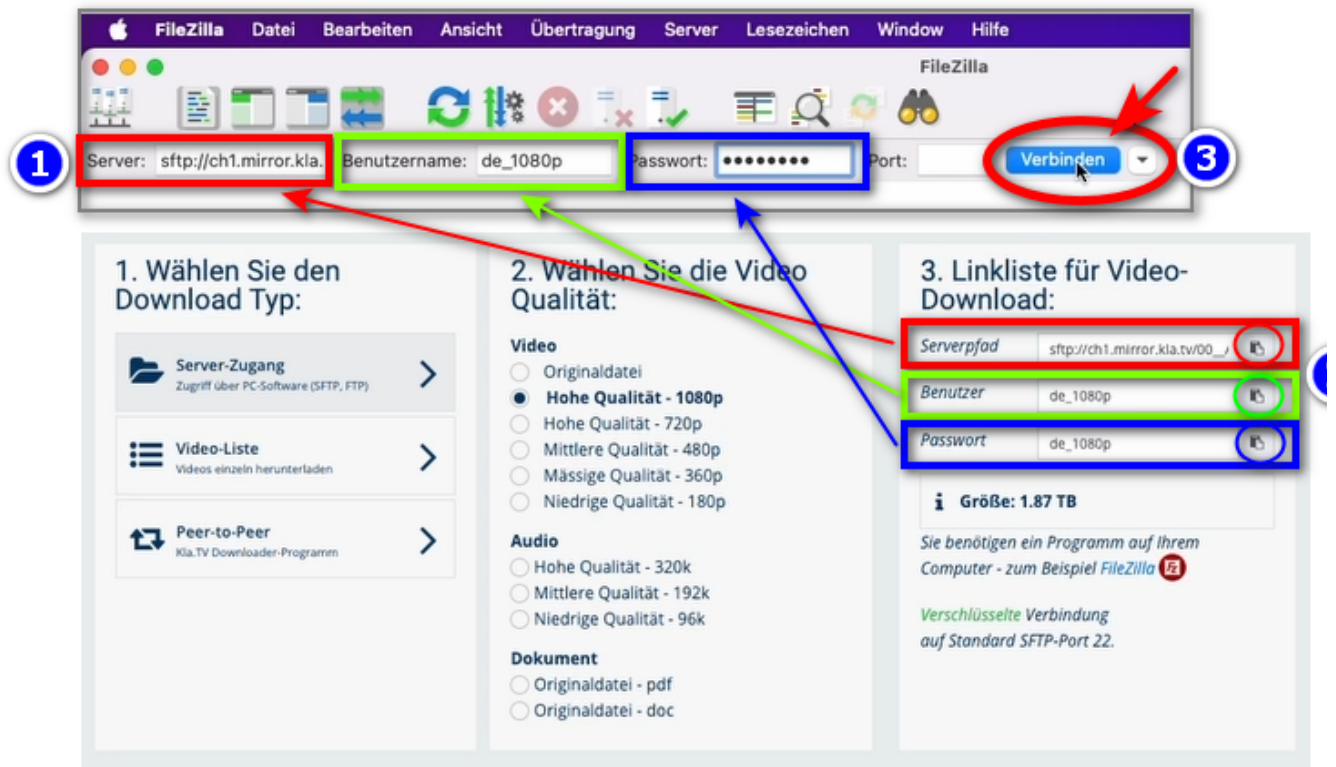 FileZilla Datei Bearbeiten Ansicht Übertragung Server Lesezeichen Window Hilfe
FileZilla
1
Server: sftp://ch1.mirror.kla. Benutzername: de_1080p Passwort: •••••••• Port: Verbinden
3
1. Wählen Sie den
Download Typ:
Server-Zugang
Zugriff über PC-Software (SFTP, FTP)
Video-Liste
Videos einzeln herunterladen
Peer-to-Peer
Kla.TV Downloader-Programm
2. Wählen Sie die Video
Qualität:
Video
Originaldatei
Hohe Qualität - 1080p
Hohe Qualität - 720p
Mittlere Qualität - 480p
Mässige Qualität - 360p
Niedrige Qualität - 180p
Audio
Hohe Qualität - 320k
Mittlere Qualität - 192k
Niedrige Qualität - 96k
Dokument
Originaldatei - pdf
Originaldatei - doc
3. Linkliste für Video-
Download:
Serverpfad sftp://ch1.mirror.kla.tv/00__
Benutzer de_1080p
Passwort de_1080p
i Größe: 1.87 TB
Sie benötigen ein Programm auf Ihrem
Computer - zum Beispiel FileZilla Fz
Verschlüsselte Verbindung
auf Standard SFTP-Port 22.